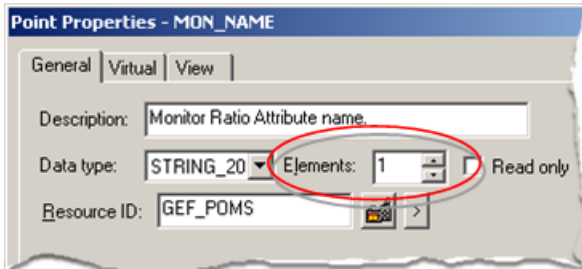 Point Properties - MON_NAME
General Virtual View
Description: Monitor Ratio Attribute name.
Data type: STRING_20 Elements: 1 Read only
Resource ID: GEF_POMS >